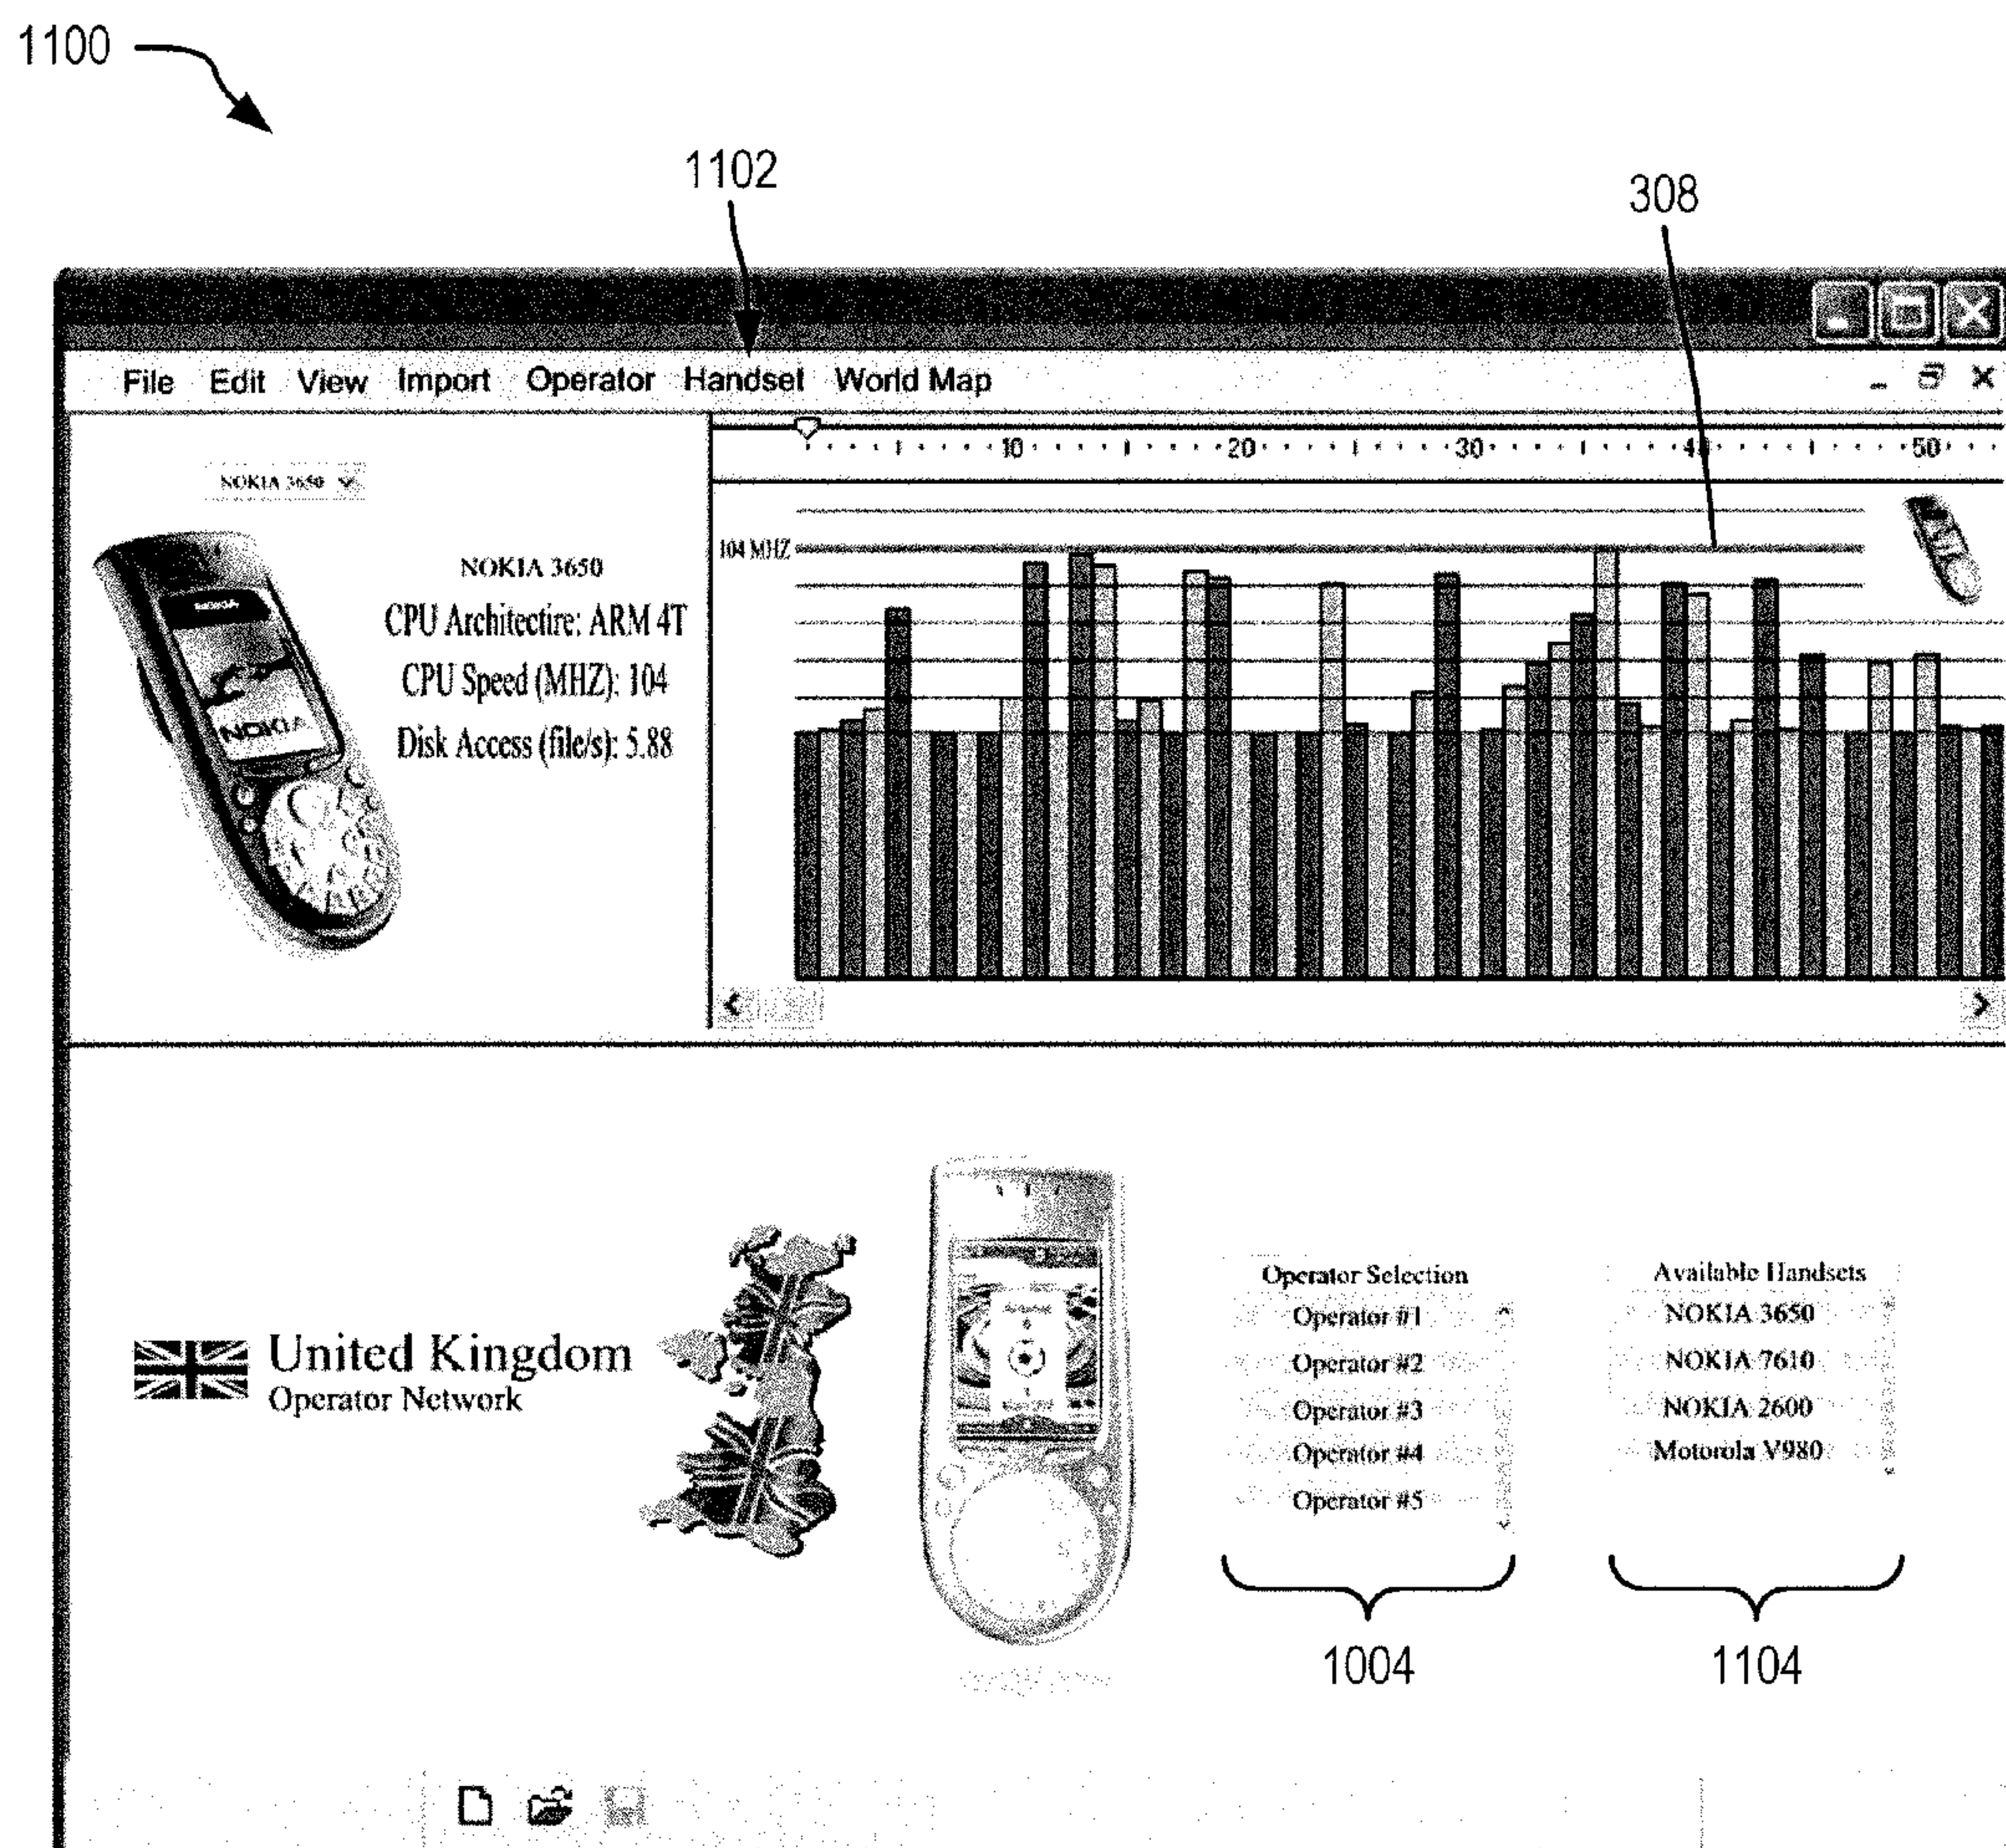 1100
1102
308
File Edit View Import Operator Handset World Map
10 20 30 40 50
NOKIA 3650
104 MHZ
NOKIA 3650
CPU Architectire: ARM 4T
CPU Speed (MHZ): 104
Disk Access (file/s): 5.88
NOKIA
United Kingdom
Operator Network
Operator Selection
Operator #1
Operator #2
Operator #3
Operator #4
Operator #5
Available Handsets
NOKIA 3650
NOKIA 7610
NOKIA 2600
Motorola V980
1004
1104